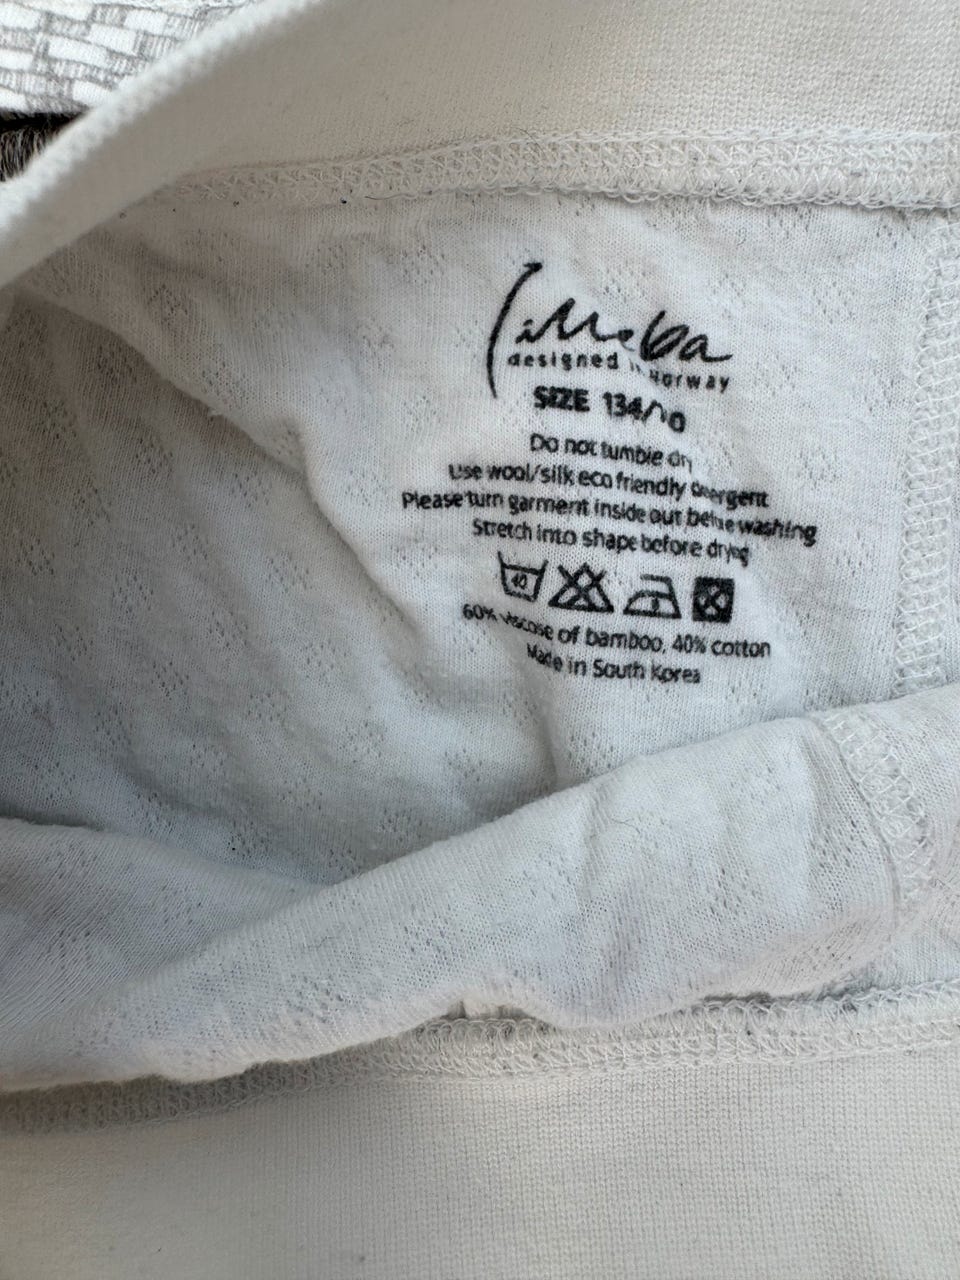 designed in Norway
SIZE 134/
Do not tumble dry
Use wool/silk eco friendly detergent
Please turn garment inside out before washing
Stretch into shape before drying
40
60% viscose of bamboo, 40% cotton
Made in South Korea